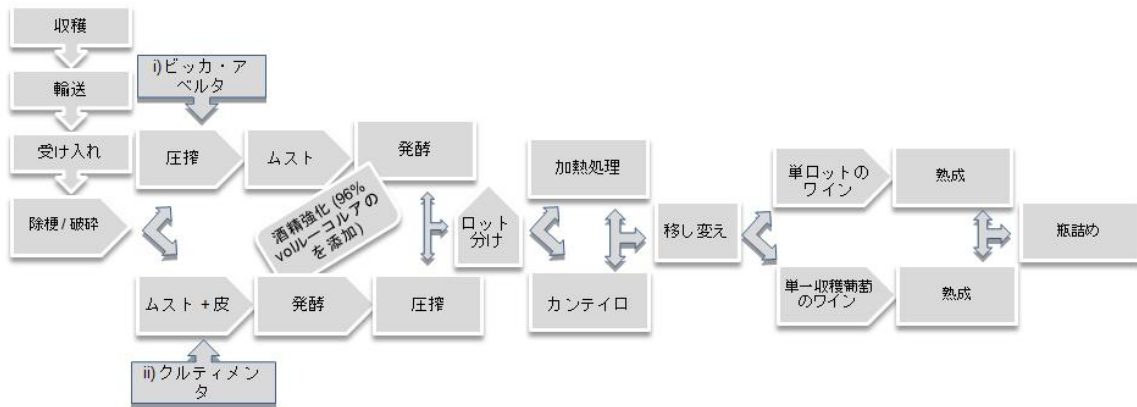 収穫
輸送
受け入れ
除梗 / 破砕
i)ビッカ・ア
ベルタ
圧搾
ムスト
発酵
酒精強化 (96%
vol/ルーコルアの
を添加)
ムスト + 皮
発酵
圧搾
ii)クルティメン
タ
ロット
分け
加熱処理
カンテイロ
移し変え
単ロットの
ワイン
熟成
単一収穫葡萄
のワイン
熟成
瓶詰め